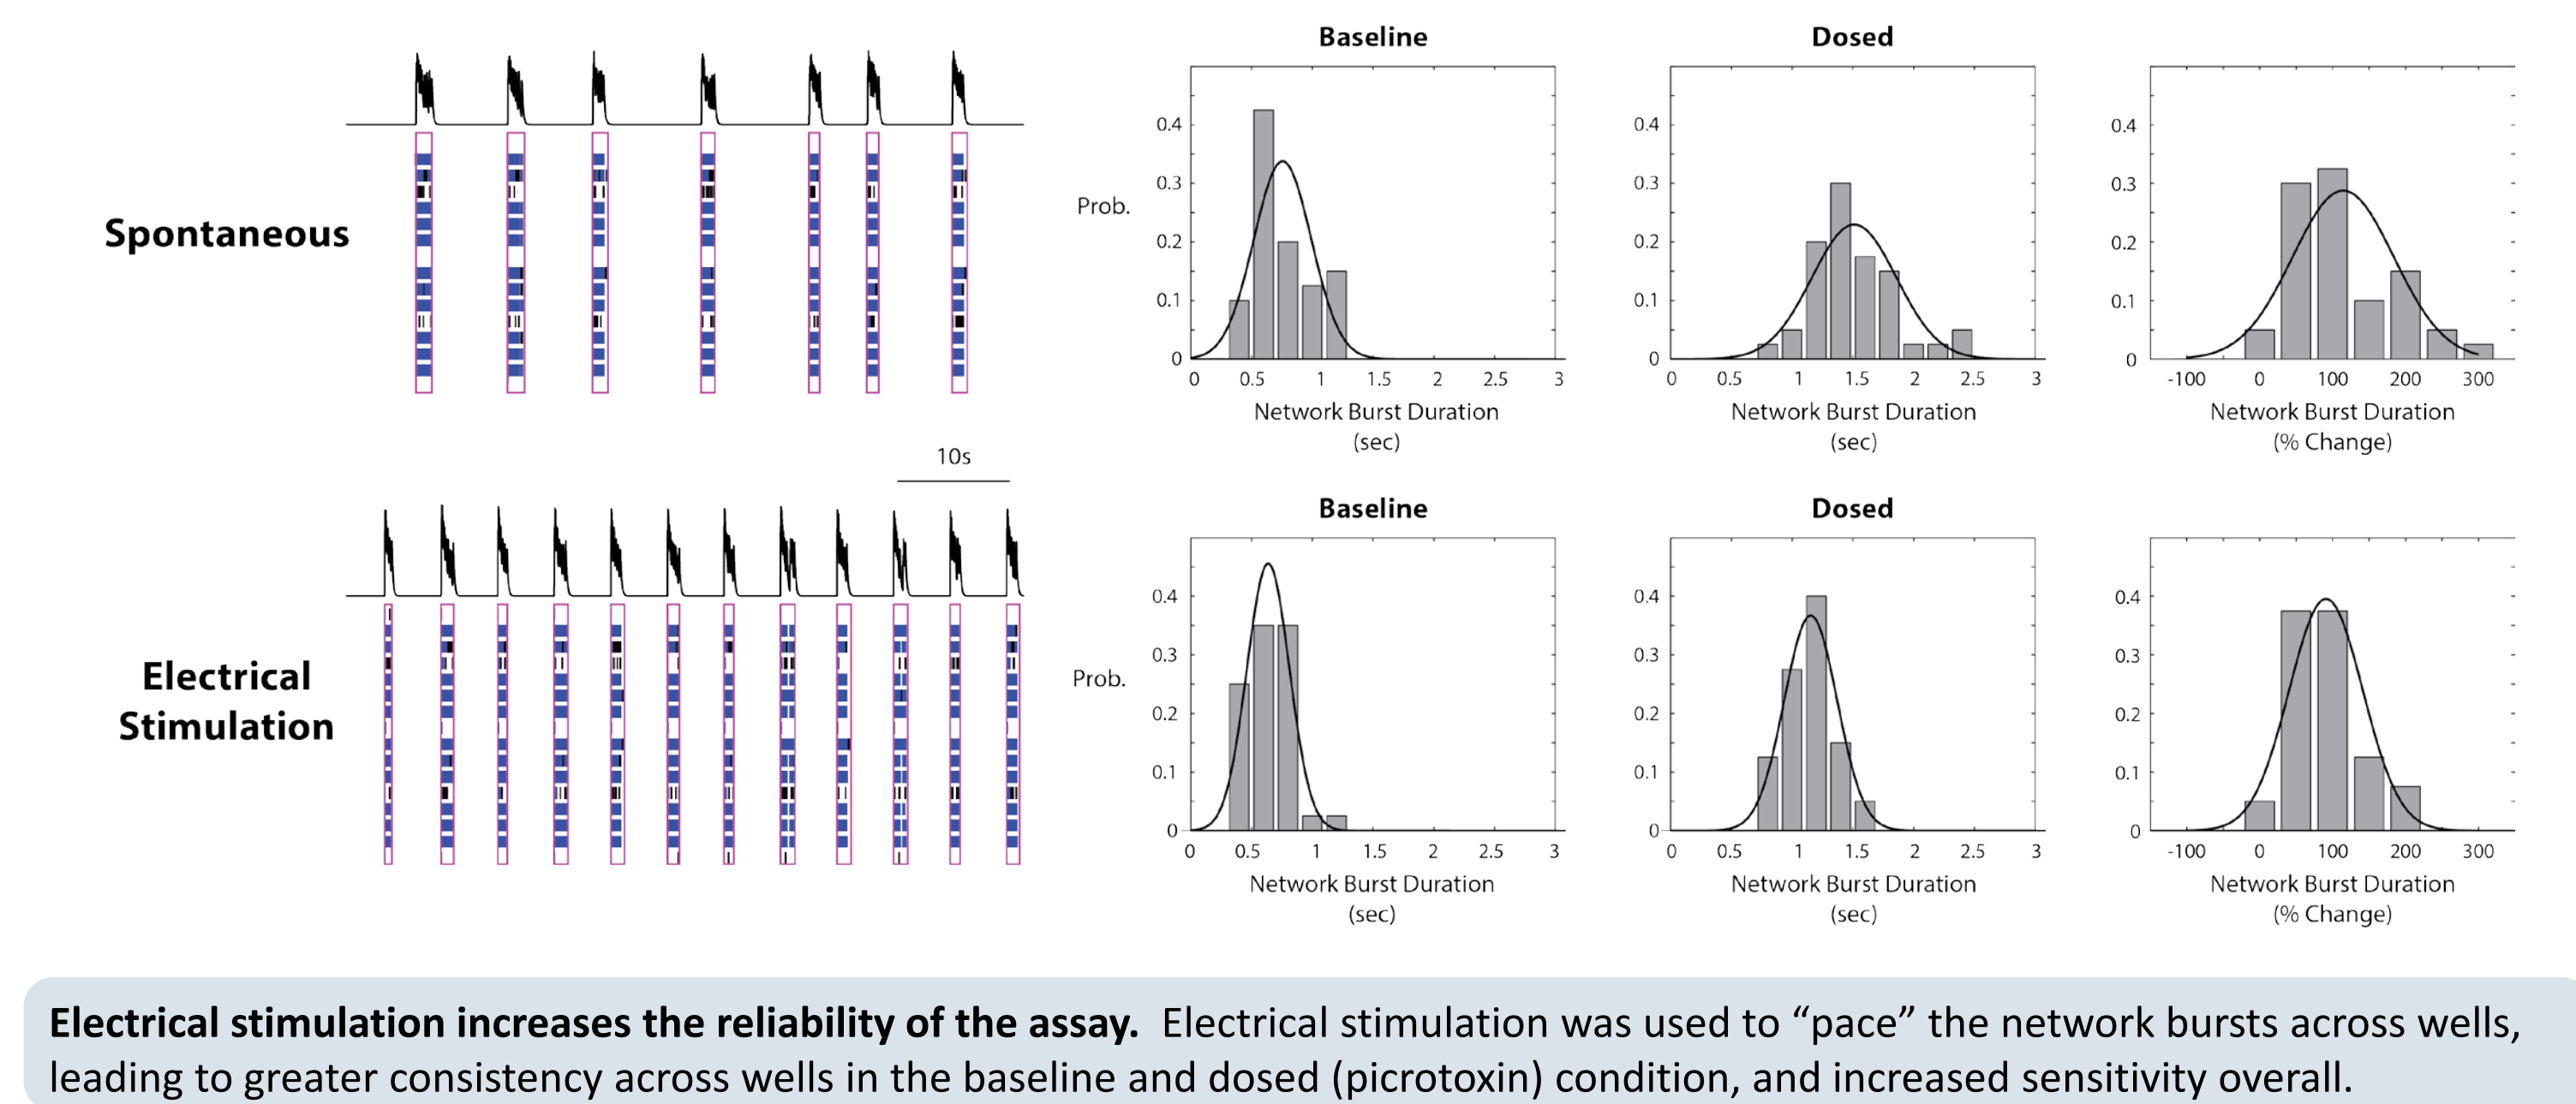 Spontaneous
Baseline
Prob.
0.4
0.3
0.2
0.1
0
0 0.5 1 1.5 2 2.5 3
Network Burst Duration
(sec)
Dosed
0.4
0.3
0.2
0.1
0
0 0.5 1 1.5 2 2.5 3
Network Burst Duration
(sec)
0.4
0.3
0.2
0.1
0
-100 0 100 200 300
Network Burst Duration
(% Change)
10s
Electrical
Stimulation
Baseline
Prob.
0.4
0.3
0.2
0.1
0
0 0.5 1 1.5 2 2.5 3
Network Burst Duration
(sec)
Dosed
0.4
0.3
0.2
0.1
0
0 0.5 1 1.5 2 2.5 3
Network Burst Duration
(sec)
0.4
0.3
0.2
0.1
0
-100 0 100 200 300
Network Burst Duration
(% Change)
Electrical stimulation increases the reliability of the assay. Electrical stimulation was used to “pace” the network bursts across wells,
leading to greater consistency across wells in the baseline and dosed (picrotoxin) condition, and increased sensitivity overall.